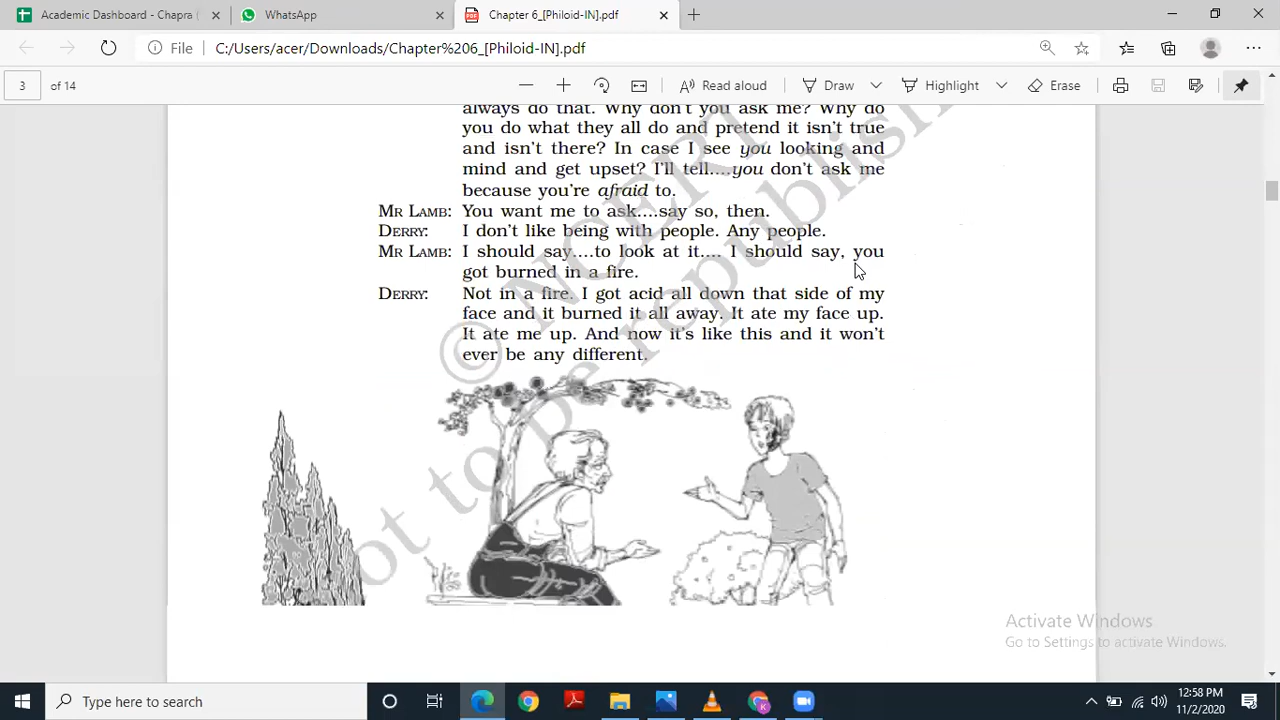 Academic Dashboard - Chapra (
WhatsApp
Chapter 6_[Philoid-IN].pdf
File
C:/Users/acer/Downloads/Chapter%206_[Philoid-IN].pdf
3
of 14
Read aloud
Draw
Highlight
Erase
always do that. Why don't you ask me? Why do
you do what they all do and pretend it isn't true
and isn't there? In case I see you looking and
mind and get upset? I'll tell....you don't ask me
because you're afraid to.
MR LAMB: You want me to ask....say so, then.
DERRY: I don't like being with people. Any people.
MR LAMB: I should say....to look at it.... I should say, you
got burned in a fire.
DERRY: Not in a fire. I got acid all down that side of my
face and it burned it all away. It ate my face up.
It ate me up. And now it's like this and it won't
ever be any different.
© NCERT
not to be republish
Activate Windows
Go to Settings to activate Windows.
Type here to search
K
12:58 PM
11/2/2020